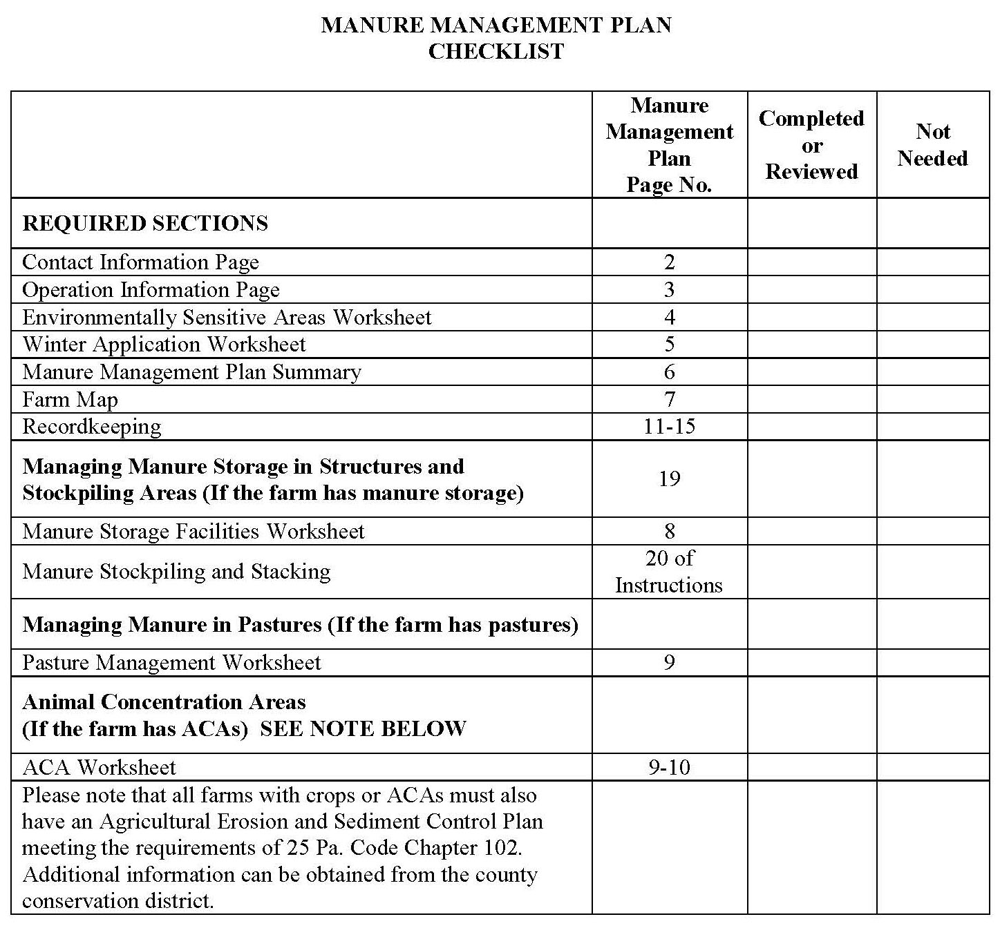 MANURE MANAGEMENT PLAN
CHECKLIST
Manure
Management
Plan
Page No.
Completed
or
Reviewed
Not
Needed
REQUIRED SECTIONS
Contact Information Page 2
Operation Information Page 3
Environmentally Sensitive Areas Worksheet 4
Winter Application Worksheet 5
Manure Management Plan Summary 6
Farm Map 7
Recordkeeping 11-15
Managing Manure Storage in Structures and
Stockpiling Areas (If the farm has manure storage)
19
Manure Storage Facilities Worksheet 8
Manure Stockpiling and Stacking
20 of
Instructions
Managing Manure in Pastures (If the farm has pastures)
Pasture Management Worksheet 9
Animal Concentration Areas
(If the farm has ACAs) SEE NOTE BELOW
ACA Worksheet 9-10
Please note that all farms with crops or ACAs must also
have an Agricultural Erosion and Sediment Control Plan
meeting the requirements of 25 Pa. Code Chapter 102.
Additional information can be obtained from the county
conservation district.